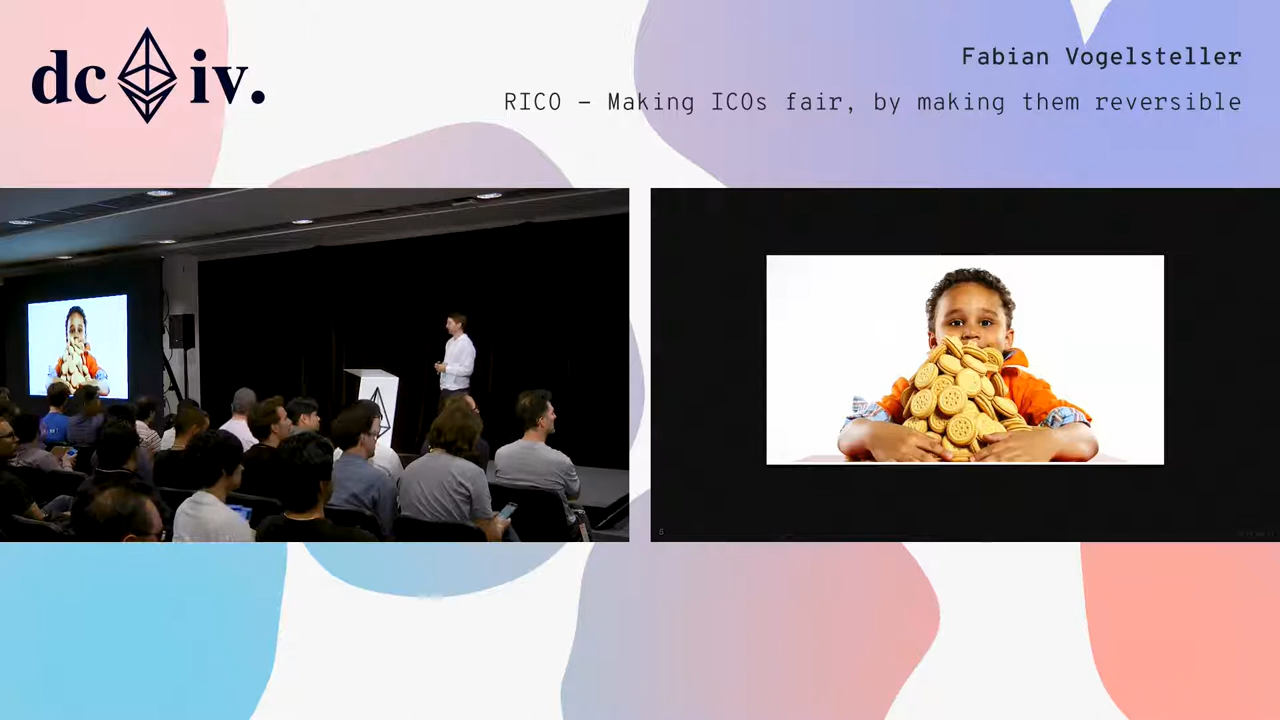 dc iv.
Fabian Vogelsteller
RICO – Making ICOs fair, by making them reversible